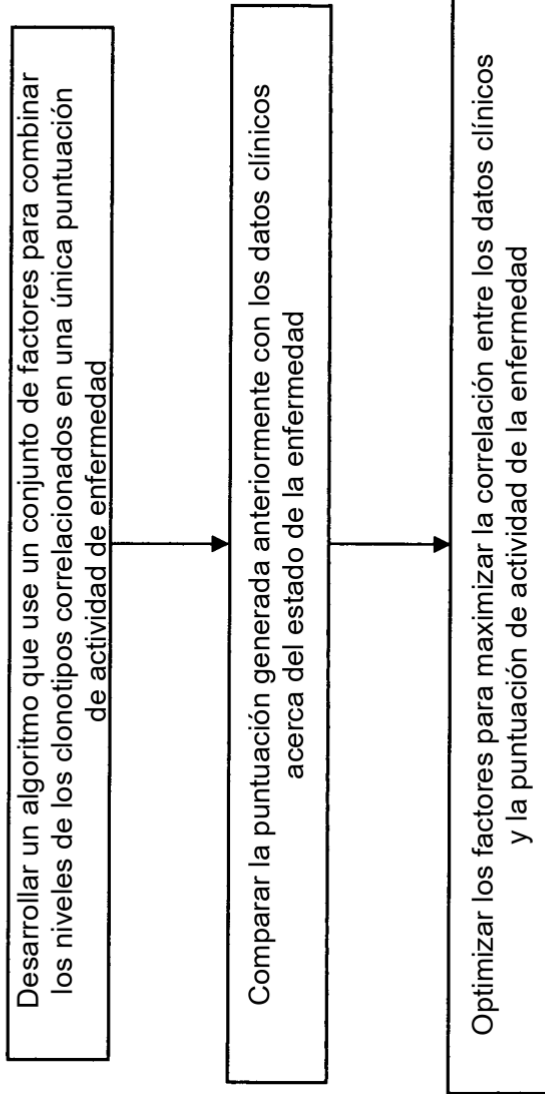 Desarrollar un algoritmo que use un conjunto de factores para combinar
los niveles de los clonotipos correlacionados en una única puntuación
de actividad de enfermedad
Comparar la puntuación generada anteriormente con los datos clínicos
acerca del estado de la enfermedad
Optimizar los factores para maximizar la correlación entre los datos clínicos
y la puntuación de actividad de la enfermedad